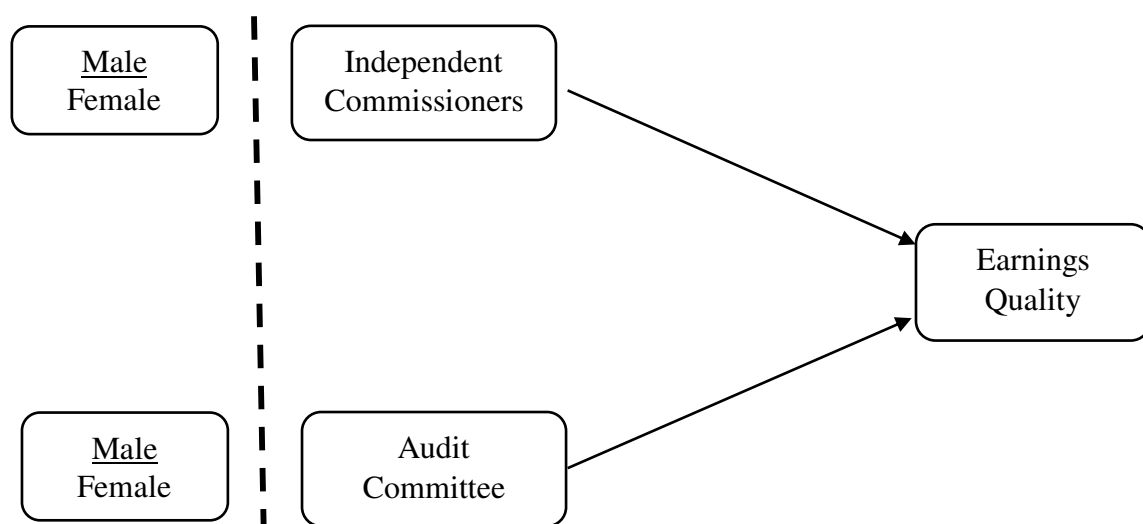 Male
Female
Independent
Commissioners
Earnings
Quality
Male
Female
Audit
Committee